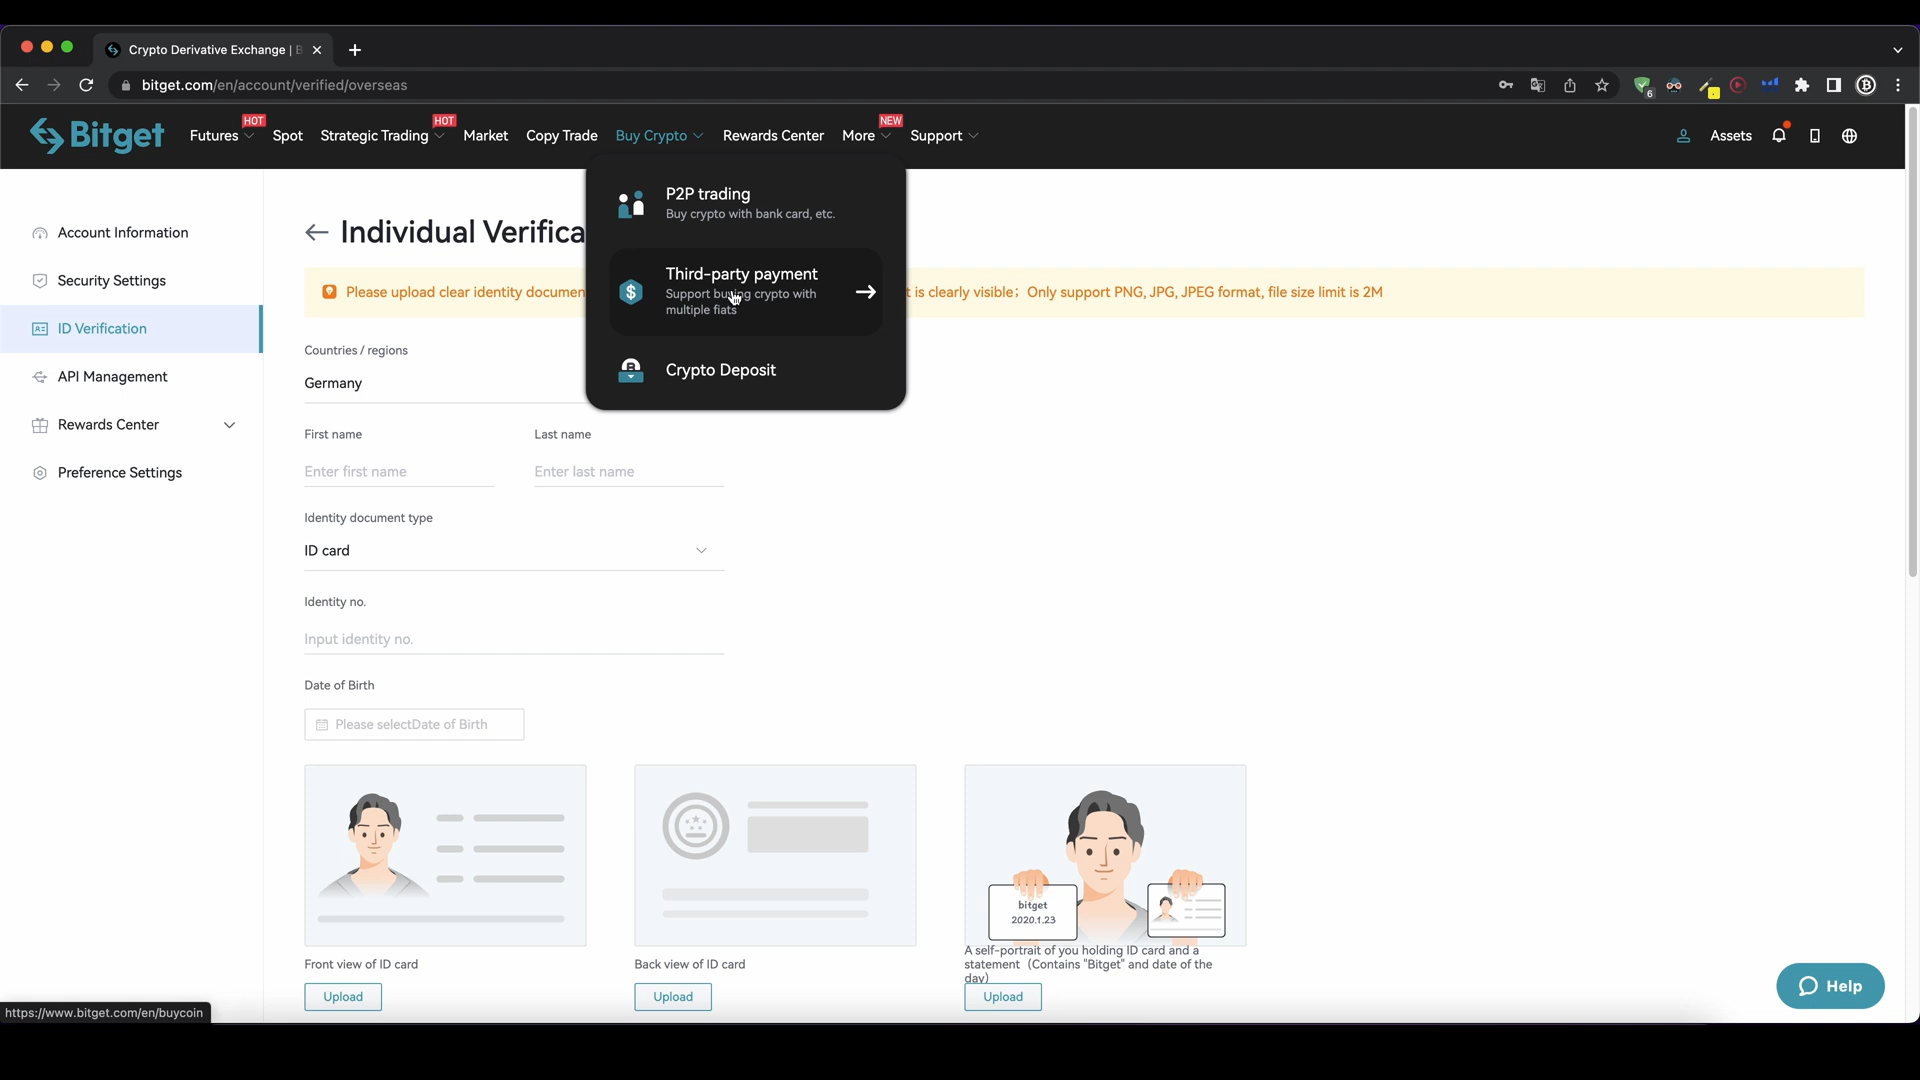 Crypto Derivative Exchange | B
bitget.com/en/account/verified/overseas
6
Bitget
Futures HOT Spot Strategic Trading HOT Market Copy Trade Buy Crypto Rewards Center More NEW Support Assets
P2P trading
Buy crypto with bank card, etc.
Third-party payment
Support buying crypto with
multiple fiats
Crypto Deposit
Account Information
Security Settings
ID Verification
API Management
Rewards Center
Preference Settings
Individual Verifica
Please upload clear identity documen t is clearly visible; Only support PNG, JPG, JPEG format, file size limit is 2M
Countries / regions
Germany
First name Last name
Enter first name Enter last name
Identity document type
ID card
Identity no.
Input identity no.
Date of Birth
Please selectDate of Birth
bitget
2020.1.23
Front view of ID card
Upload
Back view of ID card
Upload
A self-portrait of you holding ID card and a
statement (Contains "Bitget" and date of the
day)
Upload
Help
https://www.bitget.com/en/buycoin